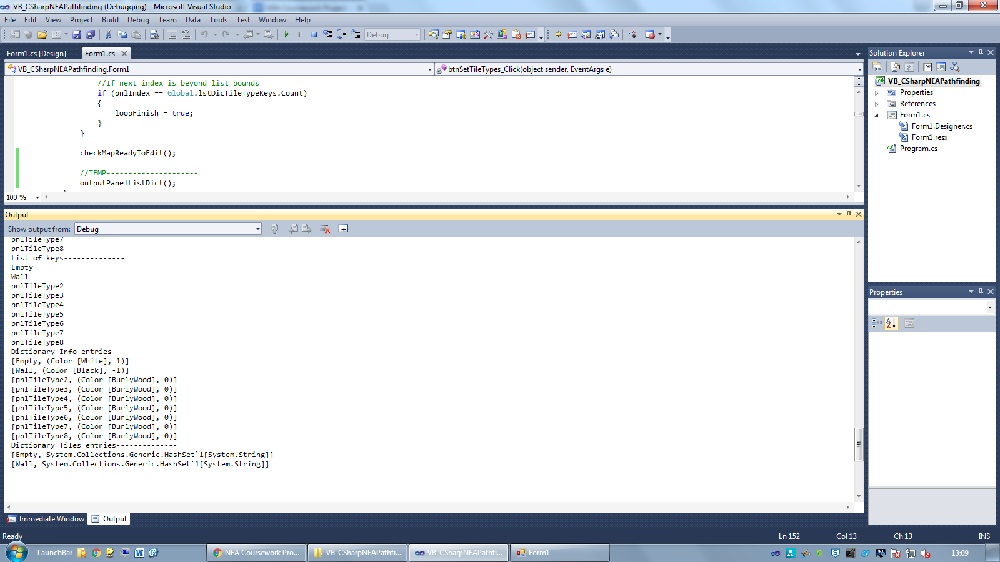 VB_CSharpNEAPathfinding (Debugging) - Microsoft Visual Studio
File Edit View Project Build Debug Team Data Tools Test Window Help
Debug
Form1.cs [Design] Form1.cs
VB_CSharpNEAPathfinding.Form1 btnSetTileTypes_Click(object sender, EventArgs e)
//If next index is beyond list bounds
if (pnlIndex == Global.lstDicTileTypeKeys.Count)
{
loopFinish = true;
}
}
checkMapReadyToEdit();
//TEMP---------------------
outputPanelListDict();
100 %
Output
Show output from: Debug
pnlTileType7
pnlTileType8
List of keys--------------
Empty
Wall
pnlTileType2
pnlTileType3
pnlTileType4
pnlTileType5
pnlTileType6
pnlTileType7
pnlTileType8
Dictionary Info entries--------------
[Empty, (Color [White], 1)]
[Wall, (Color [Black], -1)]
[pnlTileType2, (Color [BurlyWood], 0)]
[pnlTileType3, (Color [BurlyWood], 0)]
[pnlTileType4, (Color [BurlyWood], 0)]
[pnlTileType5, (Color [BurlyWood], 0)]
[pnlTileType6, (Color [BurlyWood], 0)]
[pnlTileType7, (Color [BurlyWood], 0)]
[pnlTileType8, (Color [BurlyWood], 0)]
Dictionary Tiles entries--------------
[Empty, System.Collections.Generic.HashSet`1[System.String]]
[Wall, System.Collections.Generic.HashSet`1[System.String]]
Immediate Window Output
Solution Explorer
VB_CSharpNEAPathfinding
Properties
References
Form1.cs
Form1.Designer.cs
Form1.resx
Program.cs
Properties
Ready Ln 152 Col 13 Ch 13 INS
LaunchBar NEA Coursework Pro... VB_CSharpNEAPathfi... VB_CSharpNEAPathfi... Form1 13:09